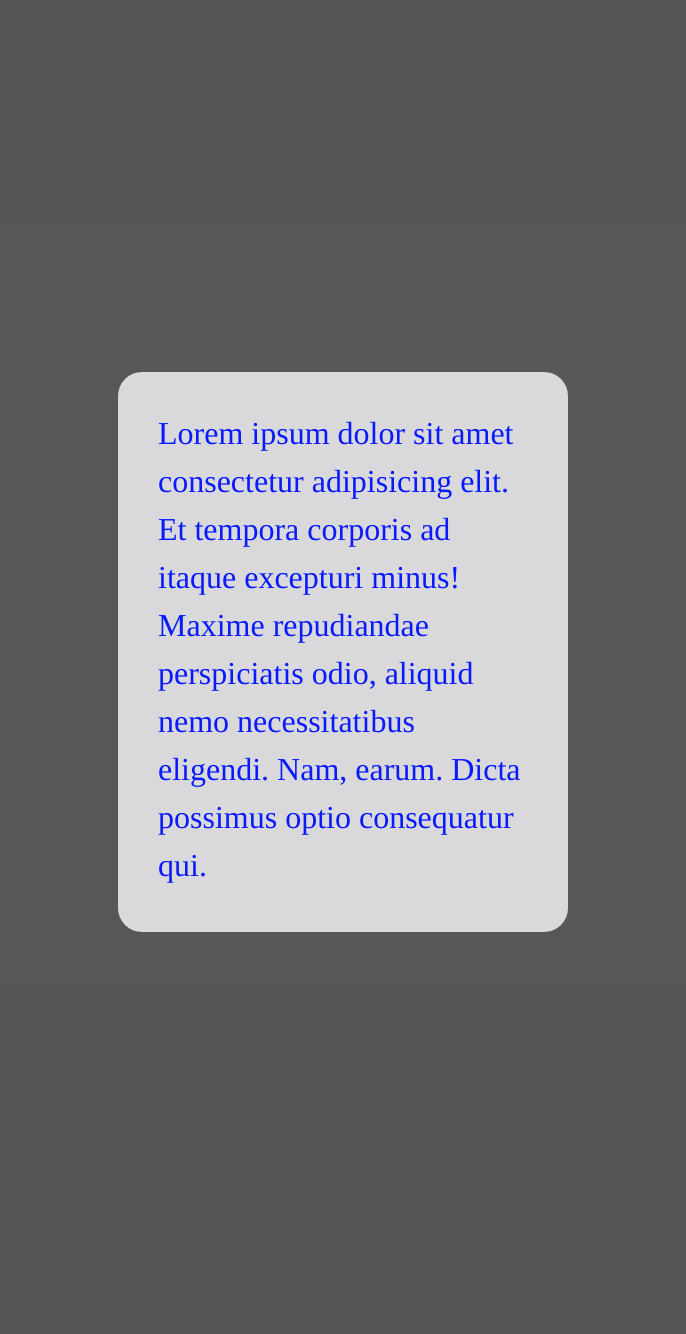 Lorem ipsum dolor sit amet
consectetur adipisicing elit.
Et tempora corporis ad
itaque excepturi minus!
Maxime repudiandae
perspiciatis odio, aliquid
nemo necessitatibus
eligendi. Nam, earum. Dicta
possimus optio consequatur
qui.